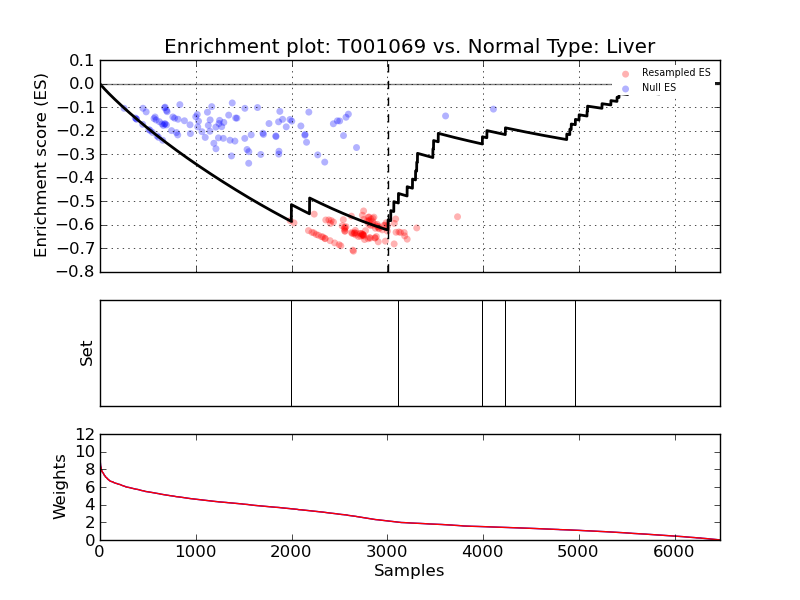 Enrichment plot: T001069 vs. Normal Type: Liver
0.1
0.0
−0.1
−0.2
−0.3
−0.4
−0.5
−0.6
−0.7
−0.8
Enrichment score (ES)
Resampled ES
Null ES
Set
12
10
8
6
4
2
0
Weights
0 1000 2000 3000 4000 5000 6000
Samples